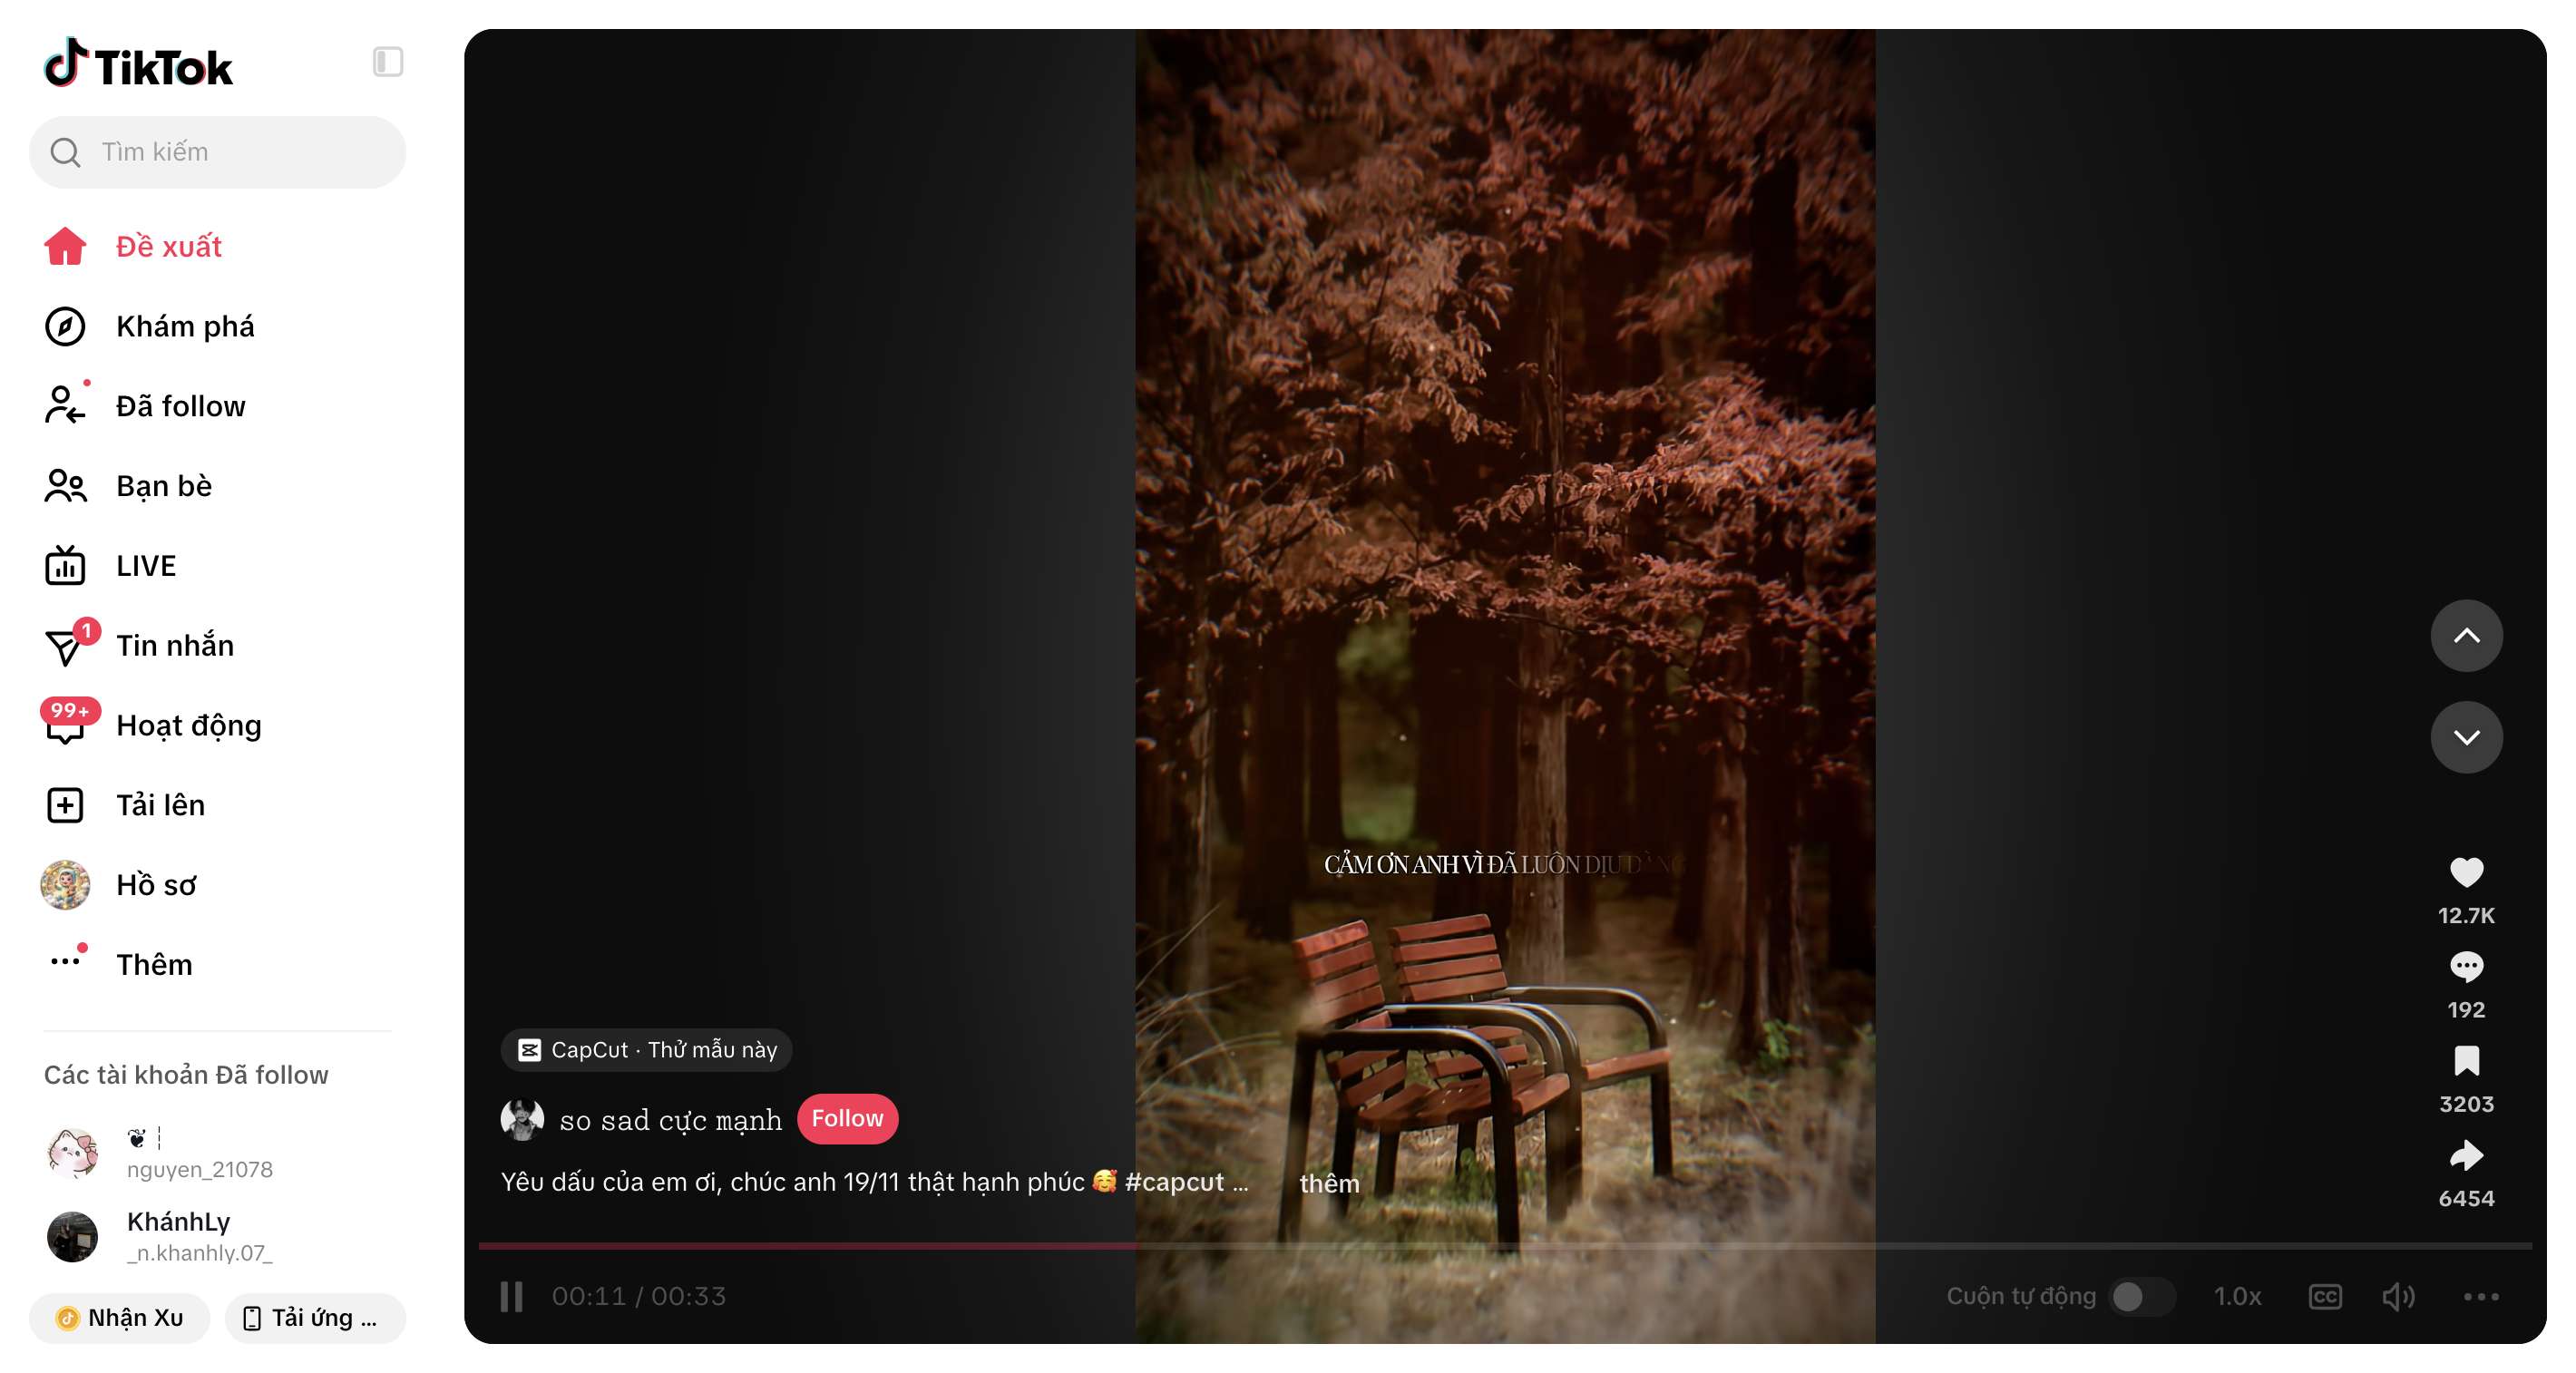 TikTok
Tìm kiếm
Đề xuất
Khám phá
Đã follow
Bạn bè
LIVE
1
Tin nhắn
99+
Hoạt động
Tải lên
Hồ sơ
Thêm
Các tài khoản Đã follow
nguyen_21078
KhánhLy
_n.khanhly.07_
Nhận Xu
Tải ứng ...
CẢM ƠN ANH VÌ ĐÃ LUÔN DỊU DÀNG
CapCut · Thử mẫu này
so sad cực mạnh
Follow
Yêu dấu của em ơi, chúc anh 19/11 thật hạnh phúc 🥰 #capcut ... thêm
12.7K
192
3203
6454
00:11 / 00:33
Cuộn tự động
1.0x
CC